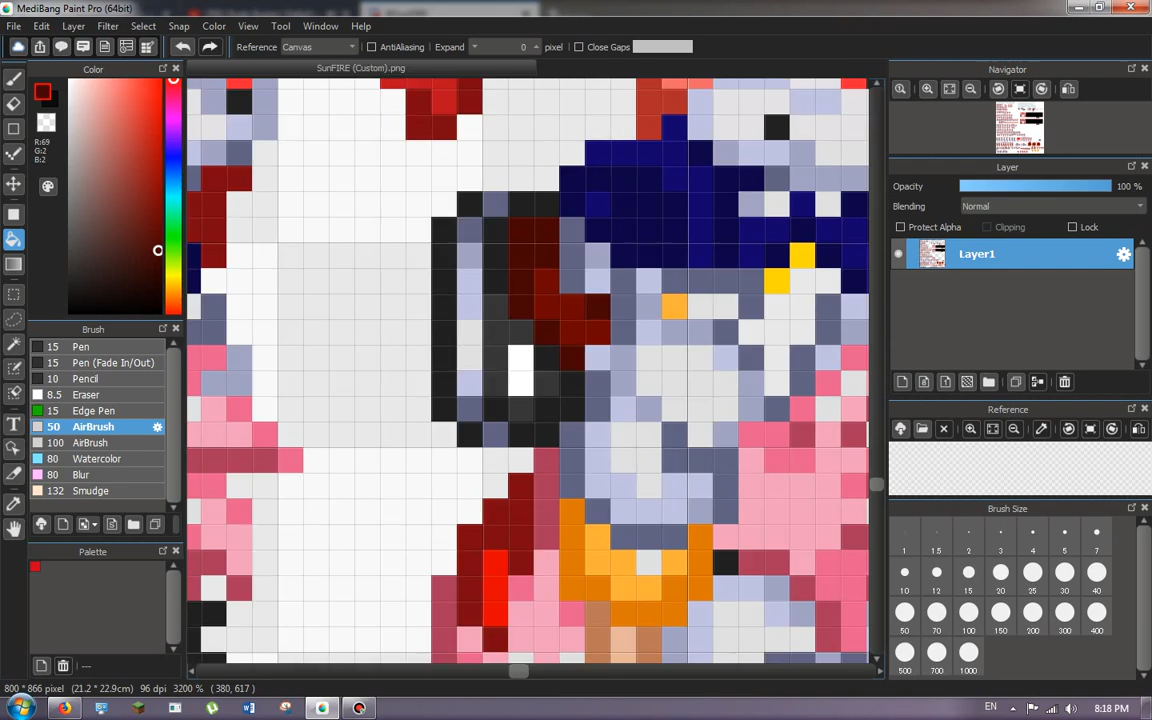 MediBang Paint Pro (64bit)
File Edit Layer Filter Select Snap Color View Tool Window Help
Reference Canvas AntiAliasing Expand 0 pixel Close Gaps
Color
SunFIRE (Custom).png
Navigator
R:69
G:2
B:2
Layer
Opacity 100 %
Blending Normal
Protect Alpha Clipping Lock
Layer1
Brush
15 Pen
15 Pen (Fade In/Out)
10 Pencil
8.5 Eraser
15 Edge Pen
50 AirBrush
100 AirBrush
80 Watercolor
80 Blur
132 Smudge
Reference
Palette
---
Brush Size
1 1.5 2 3 4 5 7
10 12 15 20 25 30 40
50 70 100 150 200 300 400
500 700 1000
800 * 866 pixel (21.2 * 22.9cm) 96 dpi 3200 % ( 380, 617 )
EN 8:18 PM